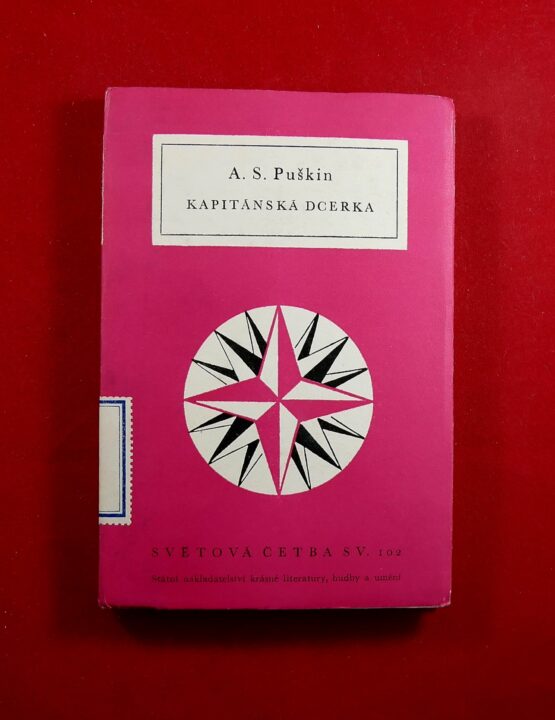 A. S. Puškin
KAPITÁNSKÁ DCERKA
SVĚTOVÁ ČETBA SV. 102
Státní nakladatelství krásné literatury, hudby a umění